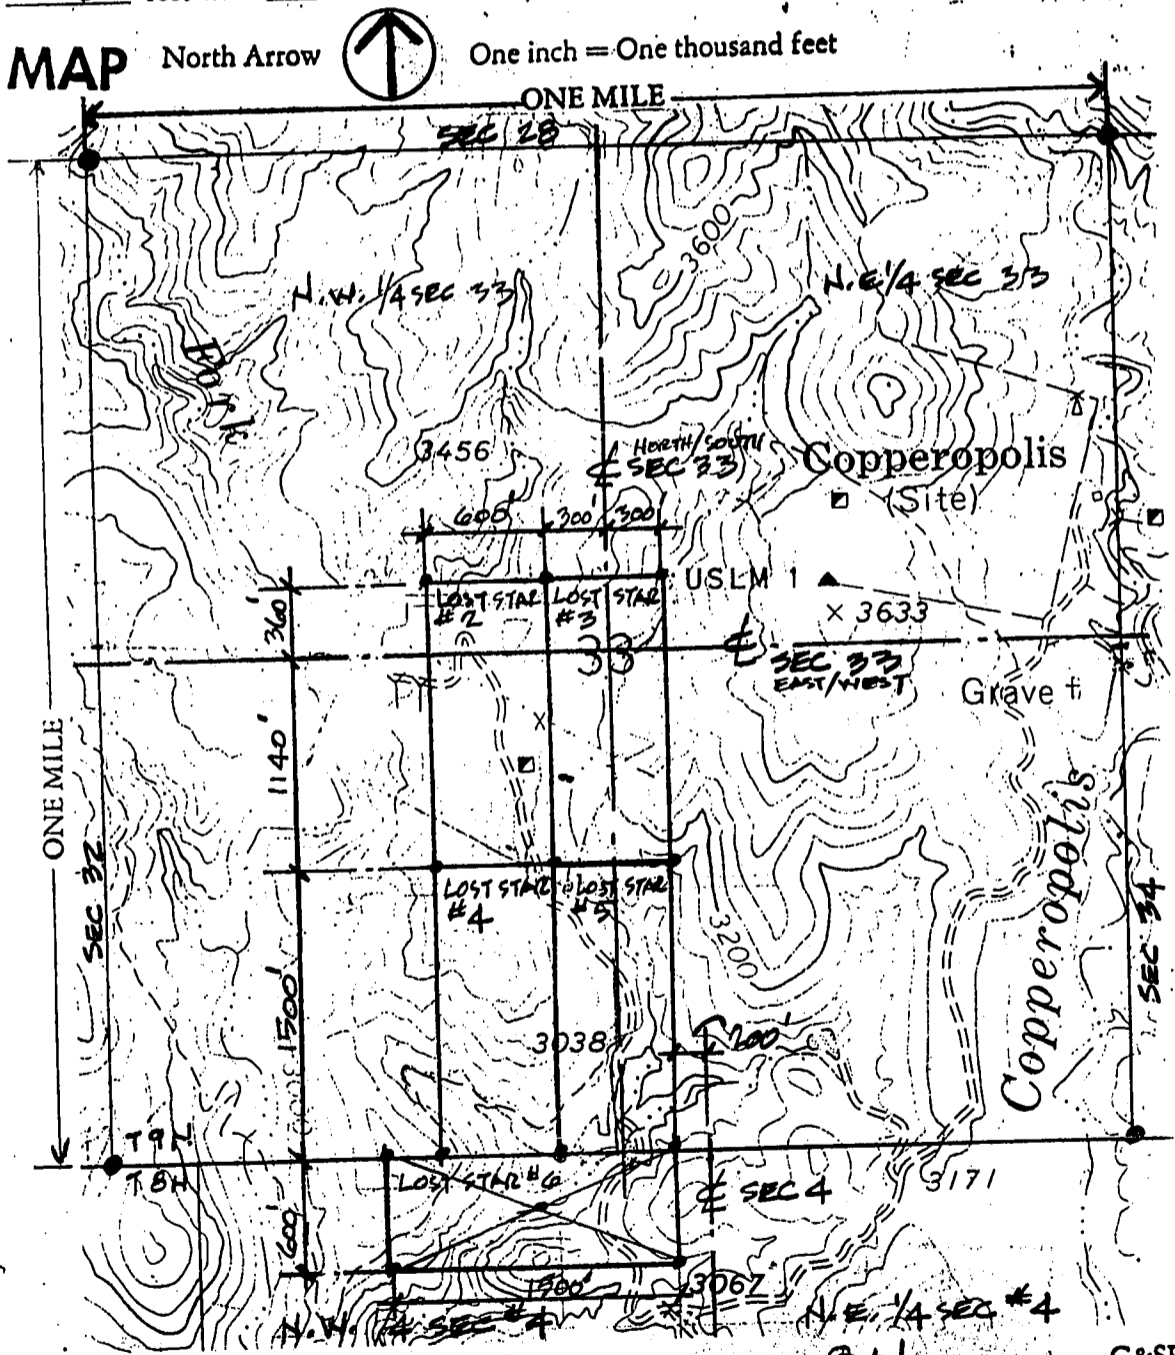 MAP North Arrow One inch = One thousand feet
ONE MILE
SEC 28
3600
N.W. 1/4 SEC 33
N.E. 1/4 SEC 33
Fork
3456
℄ NORTH/SOUTH
SEC 33
Copperopolis
(Site)
600' 300' 300'
USLM 1
LOST STAR
#2
LOST STAR
#3
360'
3633
33
℄
SEC 33
EAST/WEST
Grave
1140'
ONE MILE
SEC 32
LOST STAR
#4
LOST STAR
#5
3200
Copperopolis
SEC 34
1500'
3038
200'
T9N
T8N
LOST STAR #6
℄ SEC 4
3171
600'
1500'
3067
N.W. 1/4 SEC #4
N.E. 1/4 SEC #4